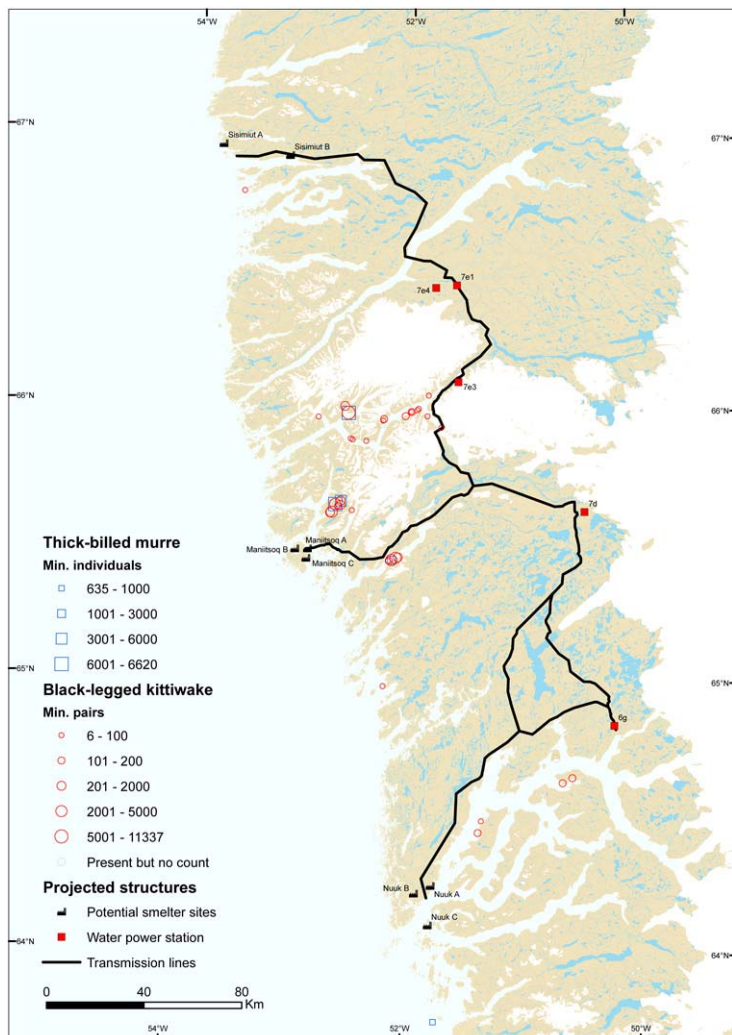 54°W 52°W 50°W
67°N 67°N
Sisimiut A
Sisimiut B
7e1
7e4
66°N 66°N
7e3
7d
Maniitsoq B Maniitsoq A
Maniitsoq C
65°N 65°N
6g
Nuuk B Nuuk A
Nuuk C
64°N 64°N
Thick-billed murre
Min. individuals
635 - 1000
1001 - 3000
3001 - 6000
6001 - 6620
Black-legged kittiwake
Min. pairs
6 - 100
101 - 200
201 - 2000
2001 - 5000
5001 - 11337
Present but no count
Projected structures
Potential smelter sites
Water power station
Transmission lines
0 40 80
Km
54°W 52°W 50°W